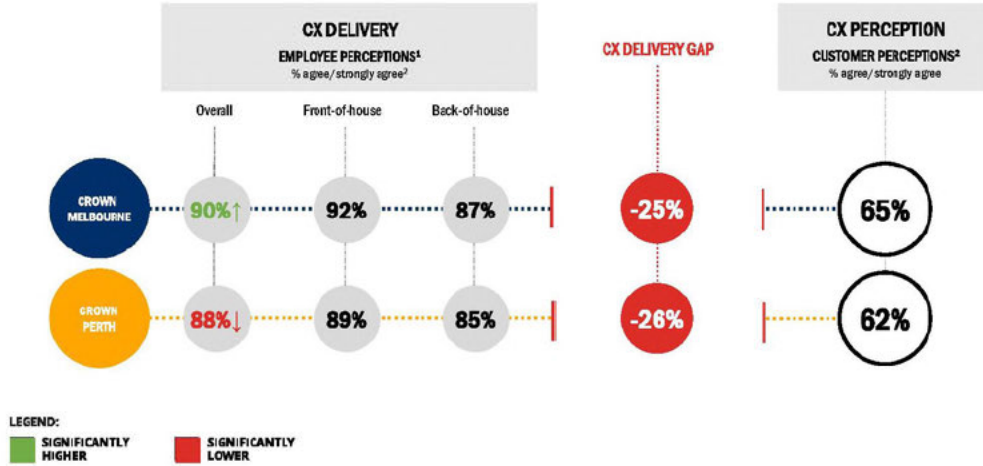 CX DELIVERY
EMPLOYEE PERCEPTIONS¹
% agree/strongly agree²
CX DELIVERY GAP
CX PERCEPTION
CUSTOMER PERCEPTIONS²
% agree/strongly agree
Overall
Front-of-house
Back-of-house
CROWN
MELBOURNE
90%↑
92%
87%
-25%
65%
CROWN
PERTH
88%↓
89%
85%
-26%
62%
LEGEND:
SIGNIFICANTLY
HIGHER
SIGNIFICANTLY
LOWER